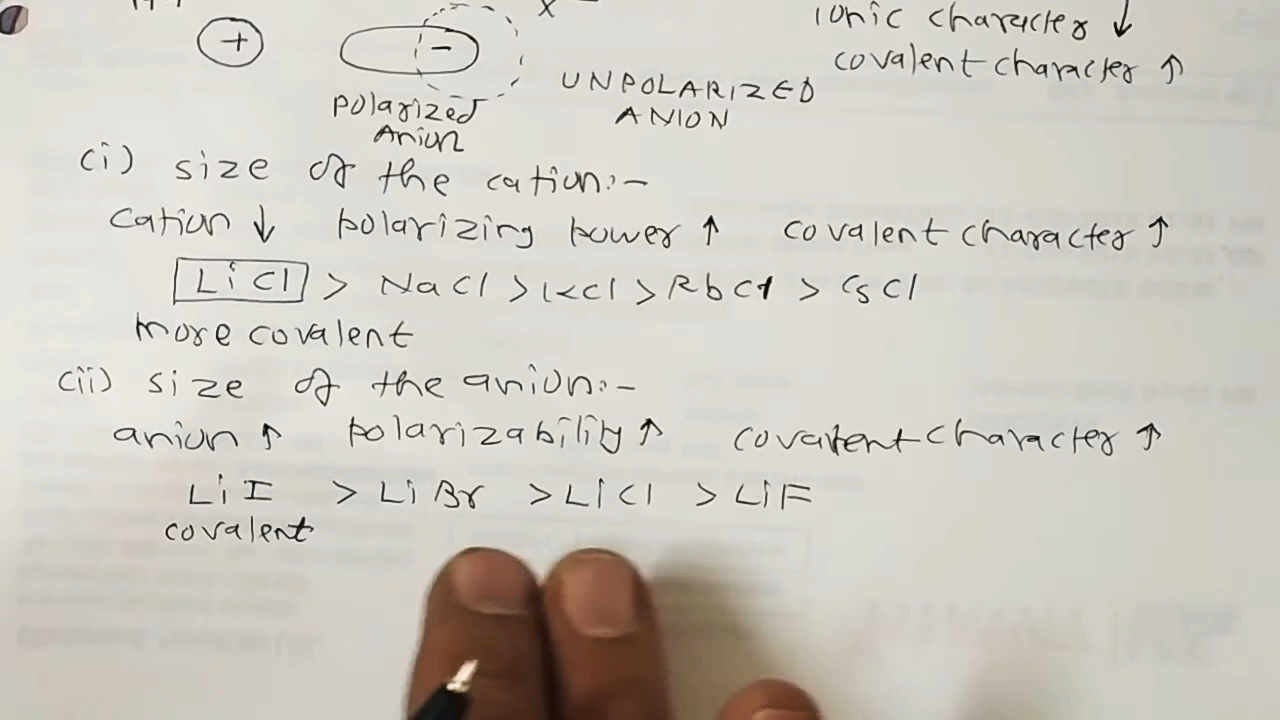 X
ionic character ↓
covalent character ↑
+
-
polarized
Anion
UNPOLARIZED
ANION
(i) size of the cation:-
cation ↓ polarizing power ↑ covalent character ↑
LiCl > NaCl > KCl > RbCl > CsCl
more covalent
(ii) size of the anion:-
anion ↑ polarizability ↑ covalent character ↑
LiI > LiBr > LiCl > LiF
covalent